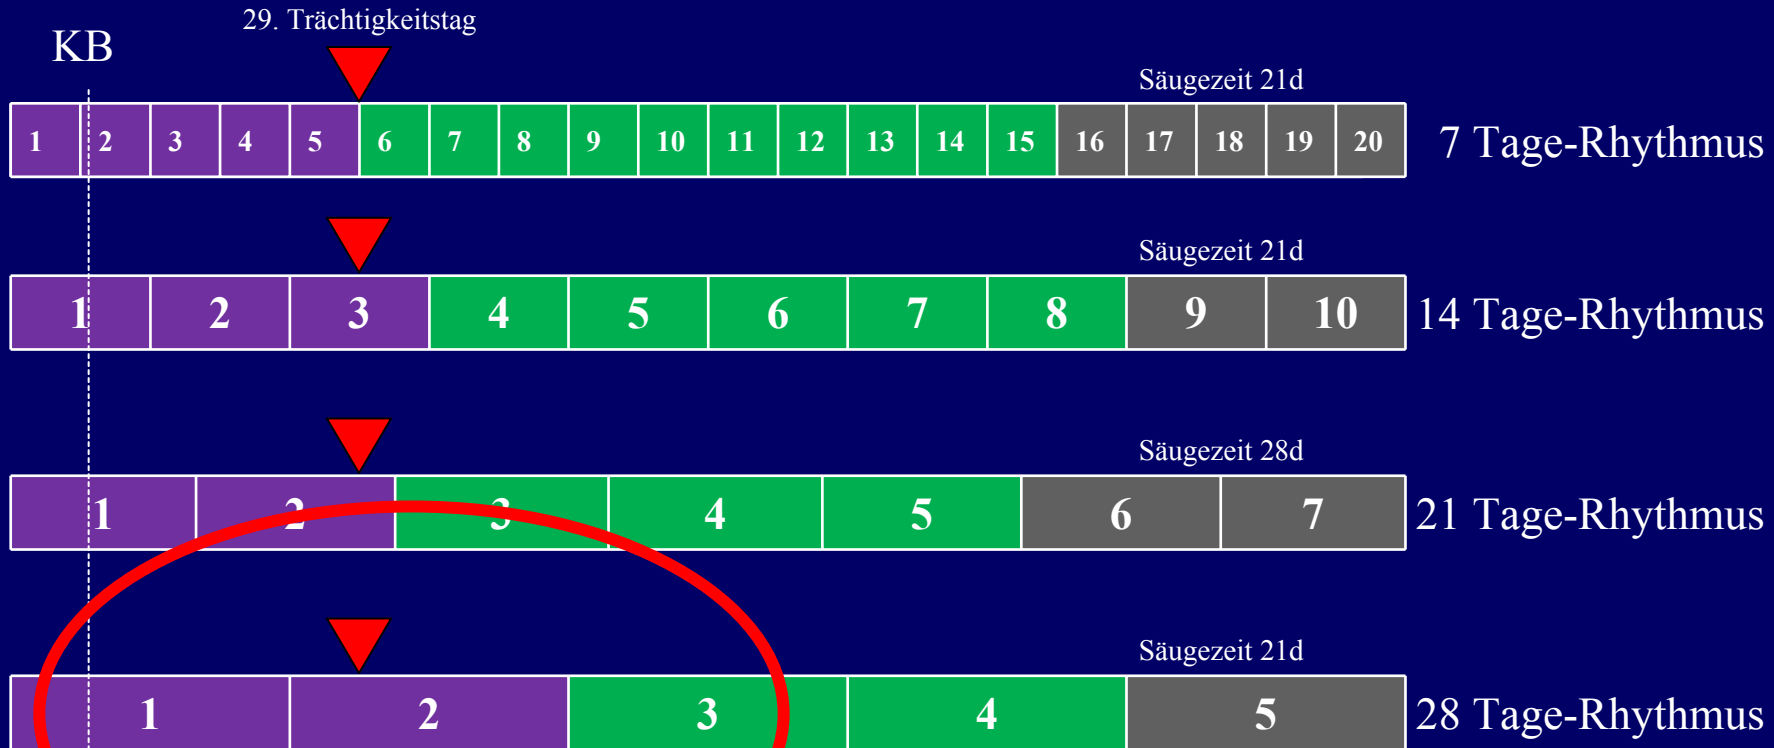 29. Trächtigkeitstag
KB
Säugezeit 21d
1 2 3 4 5 6 7 8 9 10 11 12 13 14 15 16 17 18 19 20 7 Tage-Rhythmus
Säugezeit 21d
1 2 3 4 5 6 7 8 9 10 14 Tage-Rhythmus
Säugezeit 28d
1 2 3 4 5 6 7 21 Tage-Rhythmus
Säugezeit 21d
1 2 3 4 5 28 Tage-Rhythmus